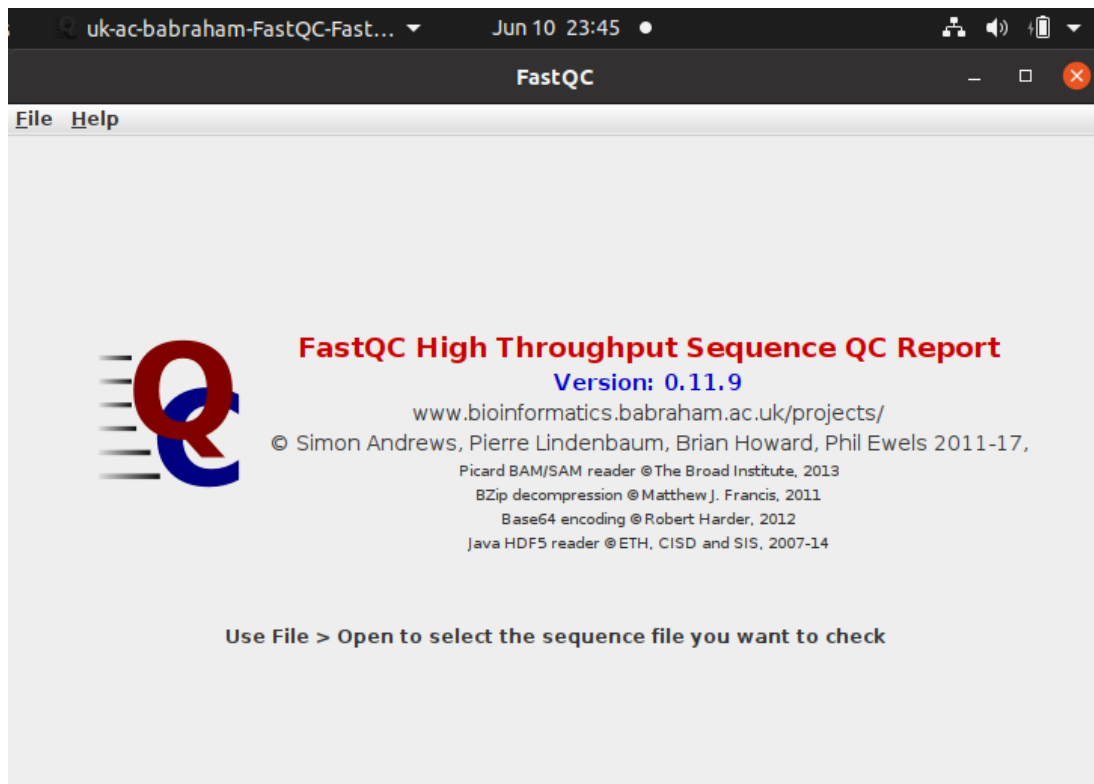 uk-ac-babraham-FastQC-Fast... Jun 10 23:45
FastQC
File Help
FastQC High Throughput Sequence QC Report
Version: 0.11.9
www.bioinformatics.babraham.ac.uk/projects/
© Simon Andrews, Pierre Lindenbaum, Brian Howard, Phil Ewels 2011-17,
Picard BAM/SAM reader ©The Broad Institute, 2013
BZip decompression ©Matthew J. Francis, 2011
Base64 encoding ©Robert Harder, 2012
Java HDF5 reader ©ETH, CISD and SIS, 2007-14
QC
Use File > Open to select the sequence file you want to check